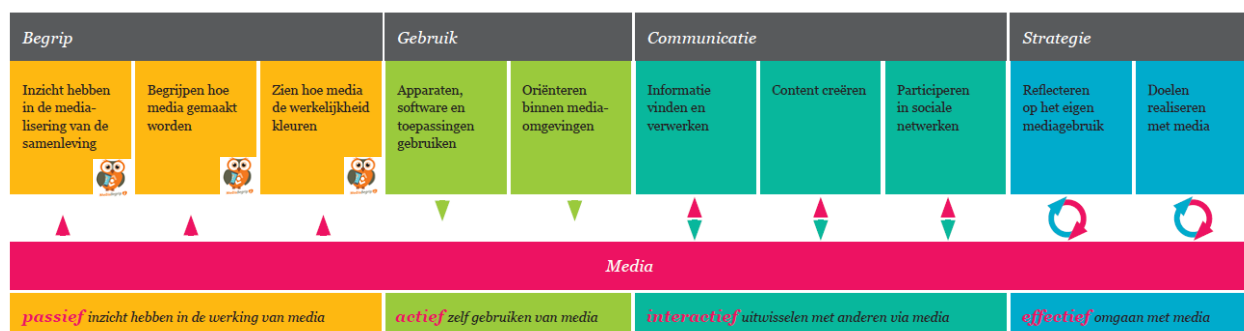 Begrip
Gebruik
Communicatie
Strategie
Inzicht hebben
in de media-
lisering van de
samenleving
Begrijpen hoe
media gemaakt
worden
Zien hoe media
de werkelijkheid
kleuren
Apparaten,
software en
toepassingen
gebruiken
Oriënteren
binnen media-
omgevingen
Informatie
vinden en
verwerken
Content creëren
Participeren
in sociale
netwerken
Reflecteren
op het eigen
mediagebruik
Doelen
realiseren
met media
Media
passief inzicht hebben in de werking van media
actief zelf gebruiken van media
interactief uitwisselen met anderen via media
effectief omgaan met media